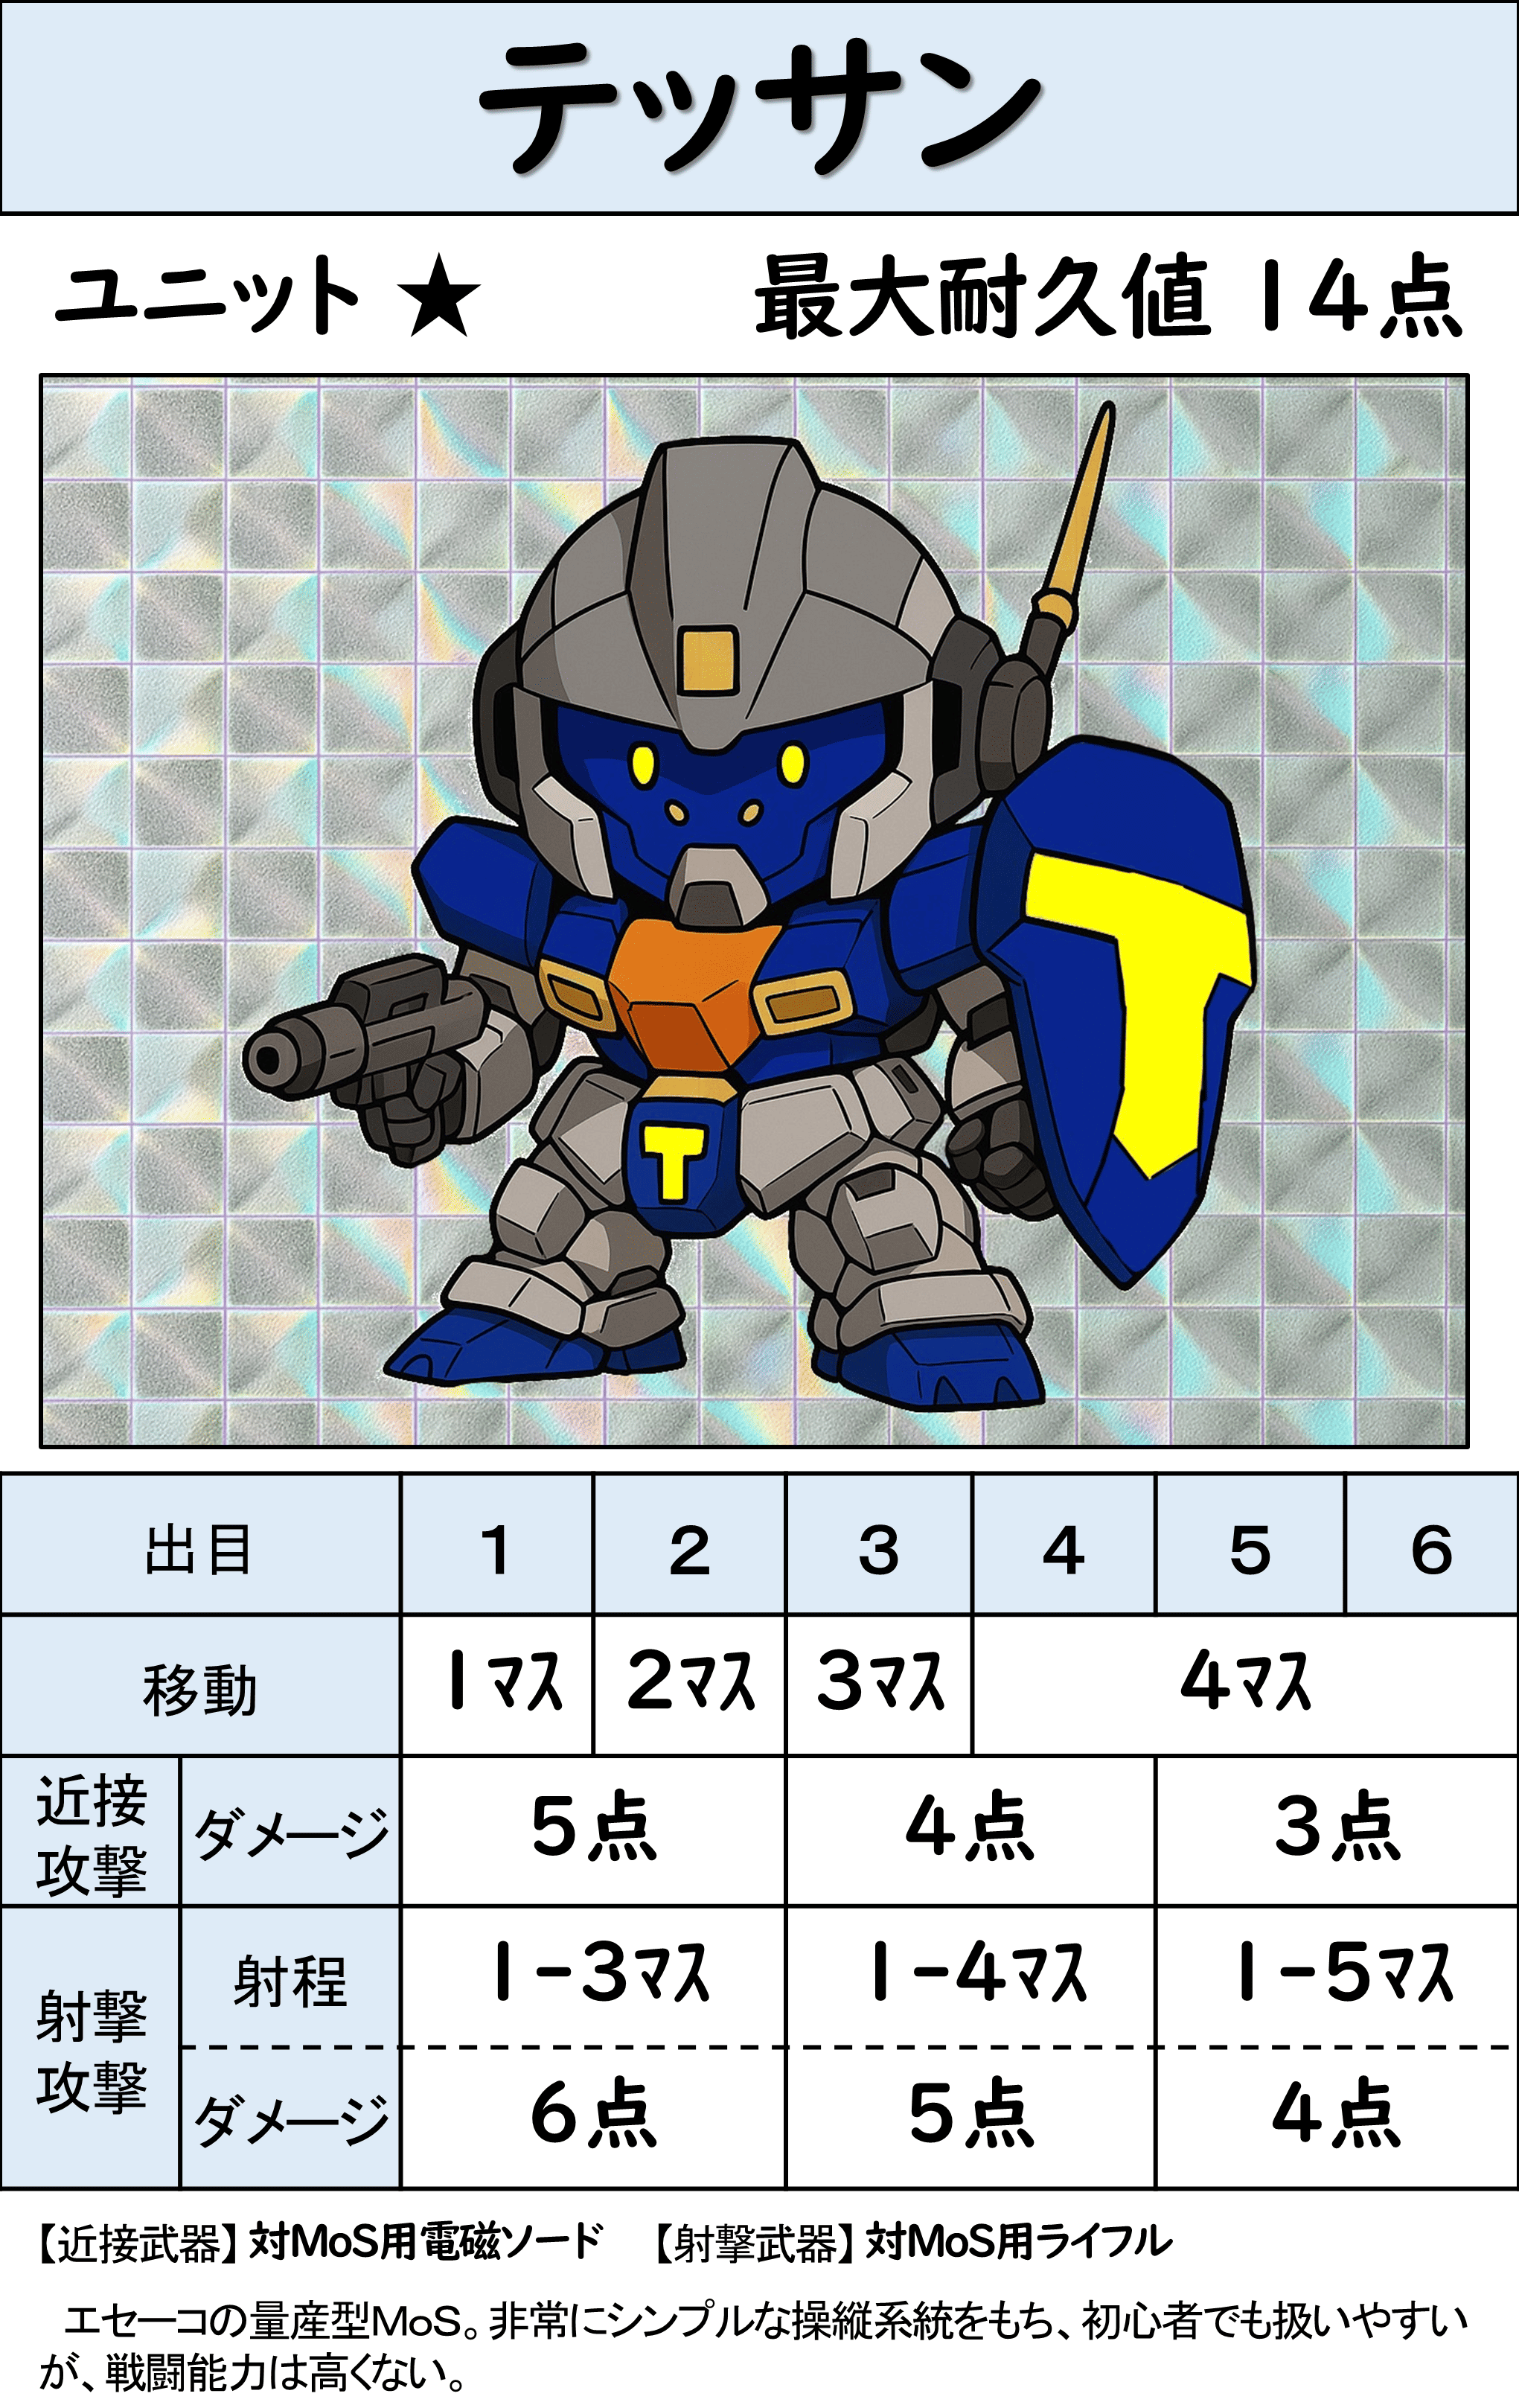 テッサン
ユニット ★ 最大耐久値 14点
T
T
出目 1 2 3 4 5 6
移動 1マス 2マス 3マス 4マス
近接攻撃 ダメージ 5点 4点 3点
射撃攻撃 射程 1-3マス 1-4マス 1-5マス
ダメージ 6点 5点 4点
【近接武器】対MoS用電磁ソード 【射撃武器】対MoS用ライフル
エセーコの量産型MoS。非常にシンプルな操縦系統をもち、初心者でも扱いやすい
が、戦闘能力は高くない。